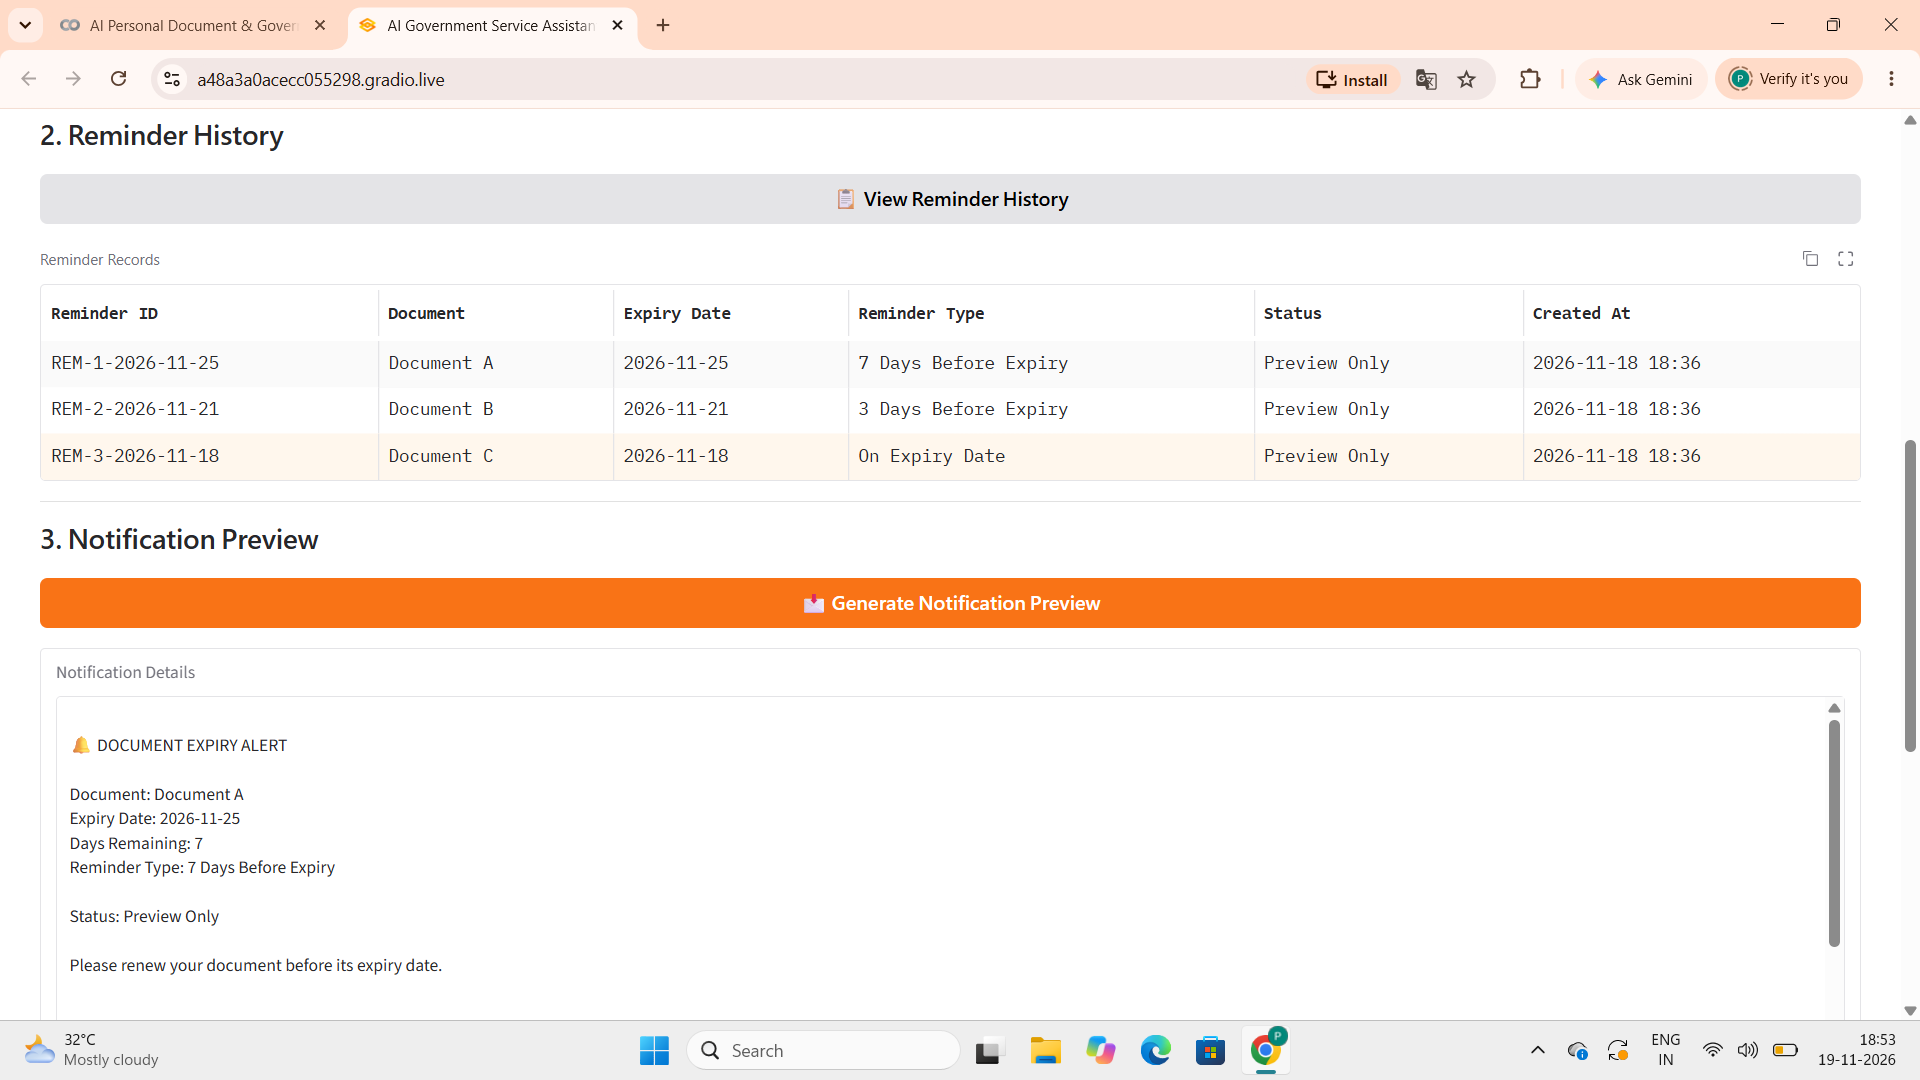 AI Personal Document & Gover
AI Government Service Assistan
a48a3a0acecc055298.gradio.live
Install
Ask Gemini
P
Verify it's you
2. Reminder History
📋 View Reminder History
Reminder Records
Reminder ID Document Expiry Date Reminder Type Status Created At
REM-1-2026-11-25 Document A 2026-11-25 7 Days Before Expiry Preview Only 2026-11-18 18:36
REM-2-2026-11-21 Document B 2026-11-21 3 Days Before Expiry Preview Only 2026-11-18 18:36
REM-3-2026-11-18 Document C 2026-11-18 On Expiry Date Preview Only 2026-11-18 18:36
3. Notification Preview
📩 Generate Notification Preview
Notification Details
🔔 DOCUMENT EXPIRY ALERT
Document: Document A
Expiry Date: 2026-11-25
Days Remaining: 7
Reminder Type: 7 Days Before Expiry
Status: Preview Only
Please renew your document before its expiry date.
32°C
Mostly cloudy
Search
P
ENG
IN
18:53
19-11-2026